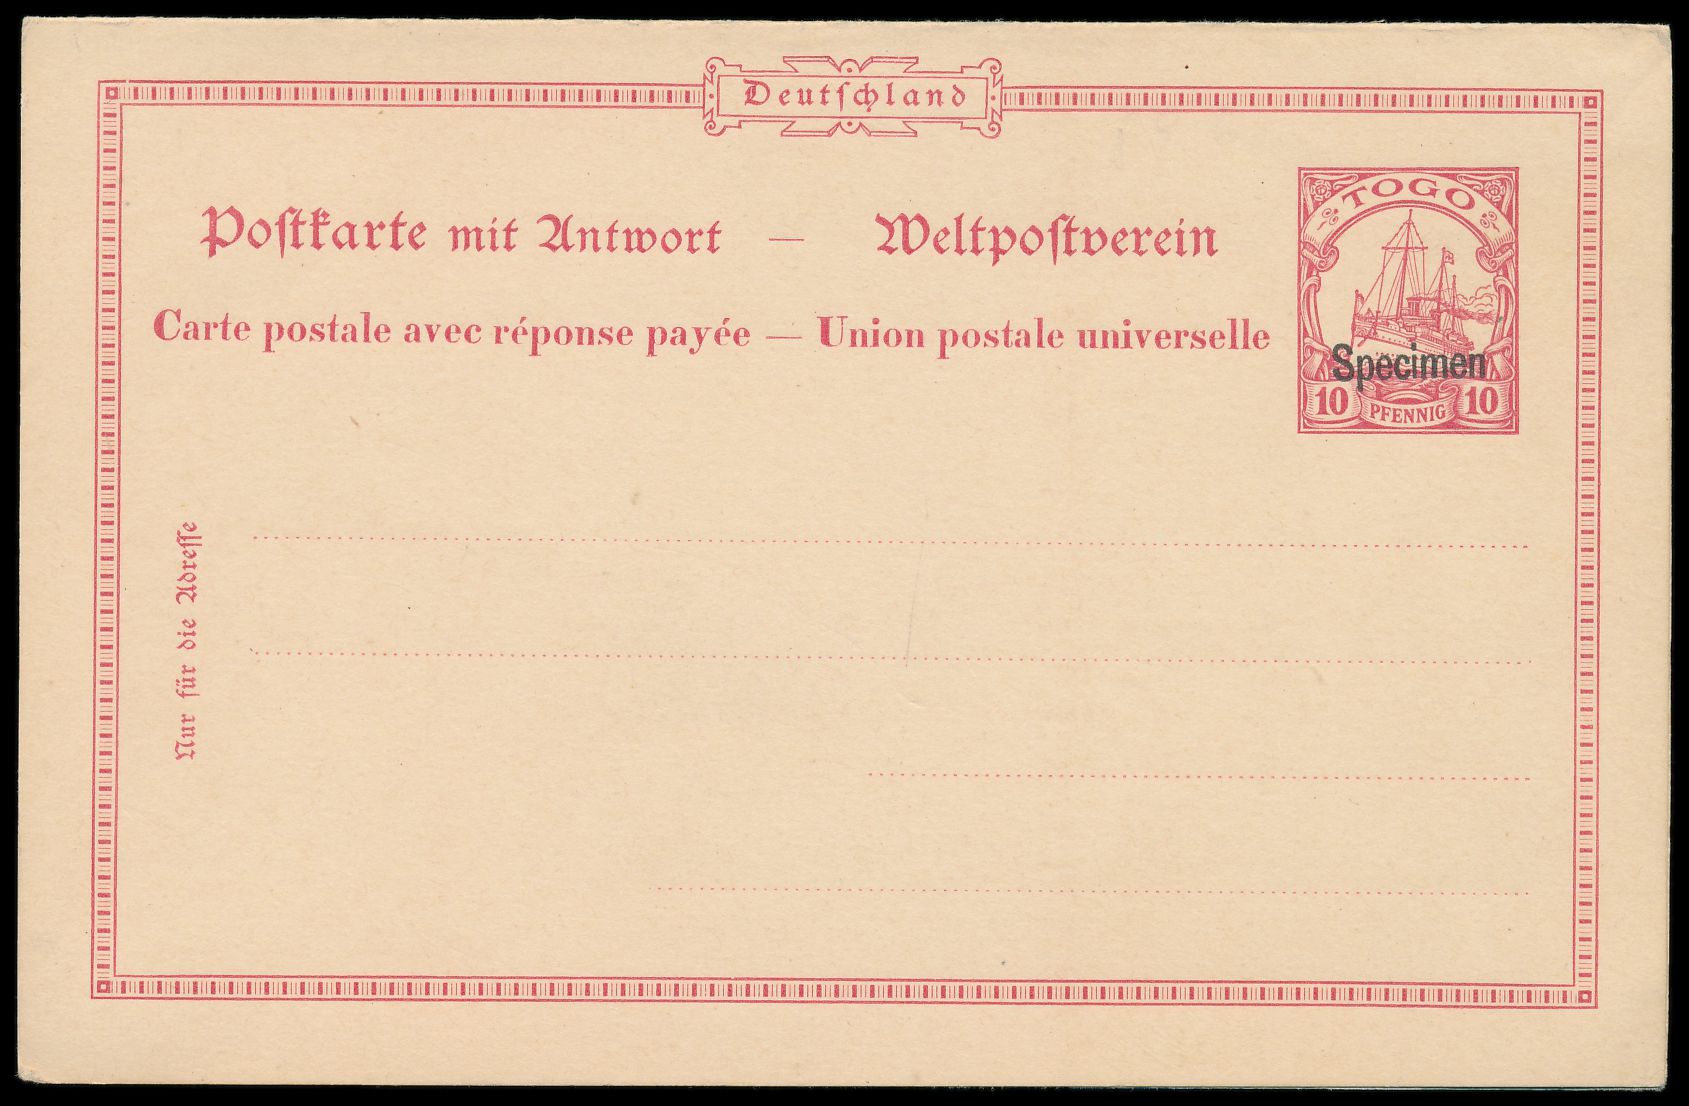 Deutschland
Postkarte mit Antwort — Weltpostverein
Carte postale avec réponse payée — Union postale universelle
TOGO
Specimen
10 PFENNIG 10
Nur für die Adresse